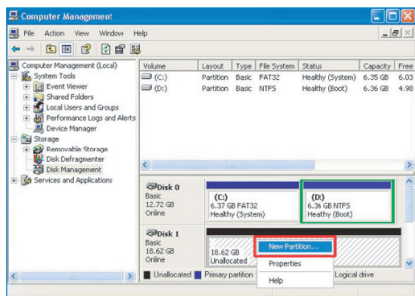 Computer Management
File Action View Window Help
Computer Management (Local)
System Tools
Event Viewer
Shared Folders
Local Users and Groups
Performance Logs and Alerts
Device Manager
Storage
Removable Storage
Disk Defragmenter
Disk Management
Services and Applications
Volume Layout Type File System Status Capacity Free
(C:) Partition Basic FAT32 Healthy (System) 6.35 GB 6.03
(D:) Partition Basic NTFS Healthy (Boot) 6.36 GB 4.98
Disk 0
Basic
12.72 GB
Online
(C:)
6.37 GB FAT32
Healthy (System)
(D:)
6.36 GB NTFS
Healthy (Boot)
Disk 1
Basic
18.62 GB
Online
18.62 GB
Unallocated
New Partition...
Properties
Help
Unallocated Primary partition Logical drive